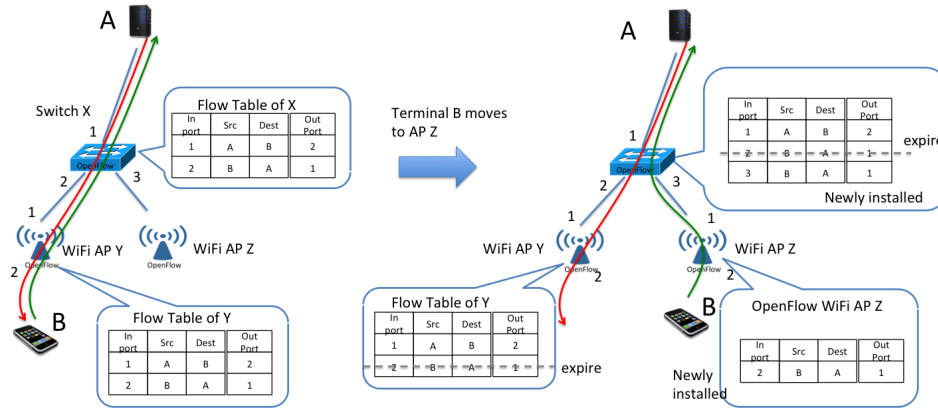 A
Switch X
1
OpenFlow
2
3
Flow Table of X
In port Src Dest Out Port
1 A B 2
2 B A 1
1
WiFi AP Y
OpenFlow
WiFi AP Z
OpenFlow
2
B
Flow Table of Y
In port Src Dest Out Port
1 A B 2
2 B A 1
Terminal B moves
to AP Z
A
1
OpenFlow
2
3
In port Src Dest Out Port
1 A B 2
2 B A 1
expire
3 B A 1
Newly installed
1
WiFi AP Y
OpenFlow
2
1
WiFi AP Z
OpenFlow
2
B
Flow Table of Y
In port Src Dest Out Port
1 A B 2
2 B A 1
expire
OpenFlow WiFi AP Z
In port Src Dest Out Port
2 B A 1
Newly
installed